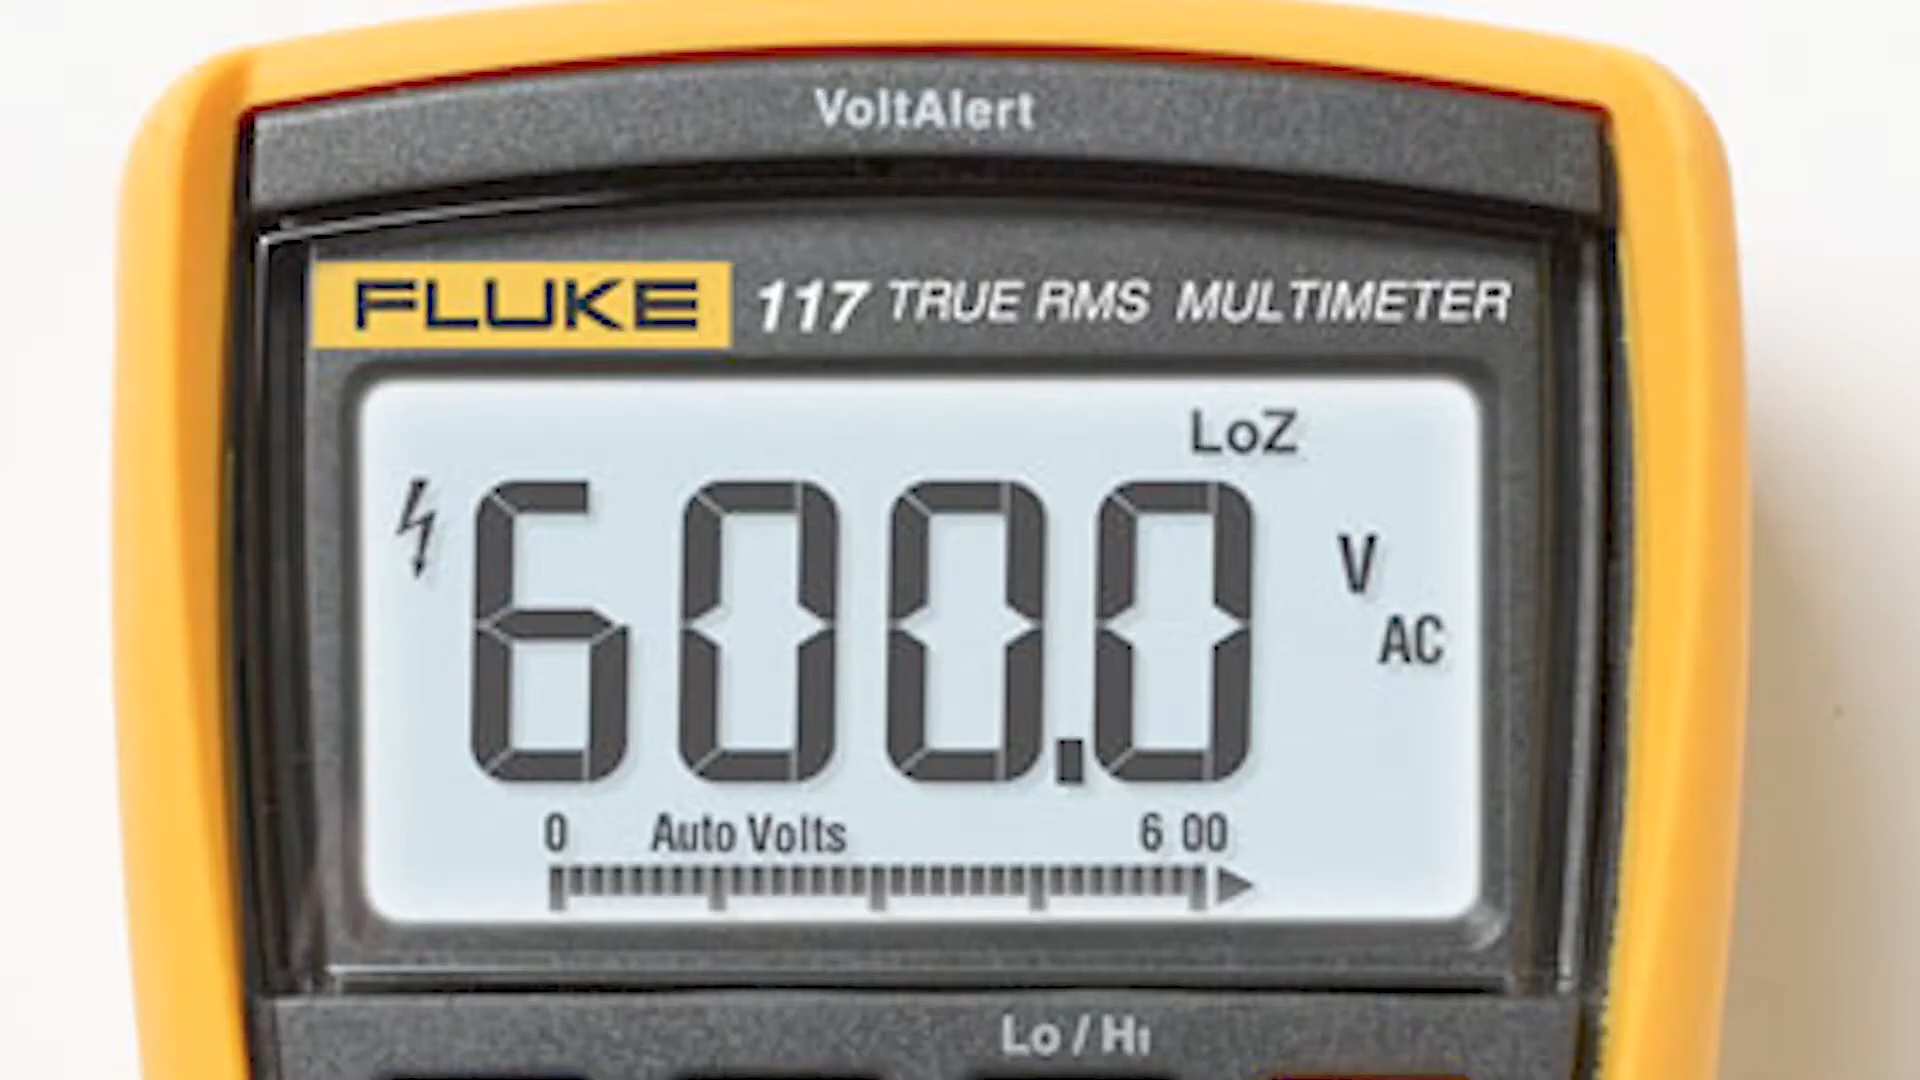 VoltAlert
FLUKE 117 TRUE RMS MULTIMETER
LoZ
600.0 V
AC
0 Auto Volts 6 00
Lo / Hi